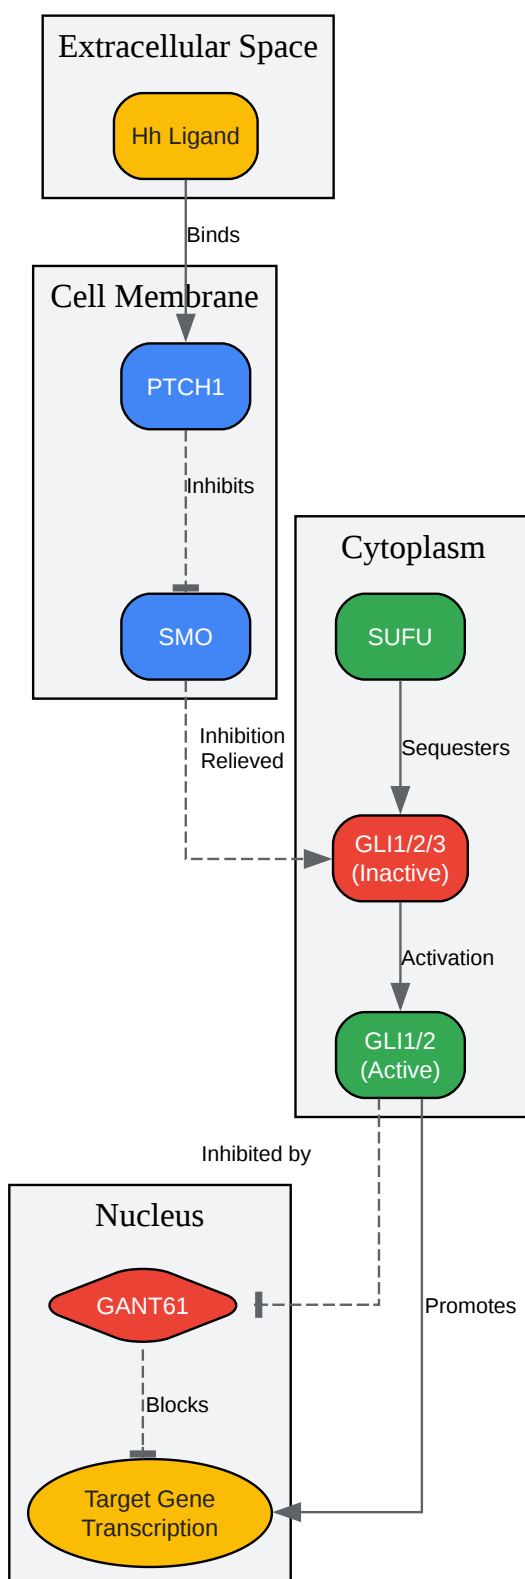 Extracellular Space
Hh Ligand
Binds
Cell Membrane
PTCH1
Inhibits
Cytoplasm
SMO
SUFU
Inhibition
Relieved
Sequesters
GLI1/2/3
(Inactive)
Activation
GLI1/2
(Active)
Inhibited by
Nucleus
GANT61
Promotes
Blocks
Target Gene
Transcription